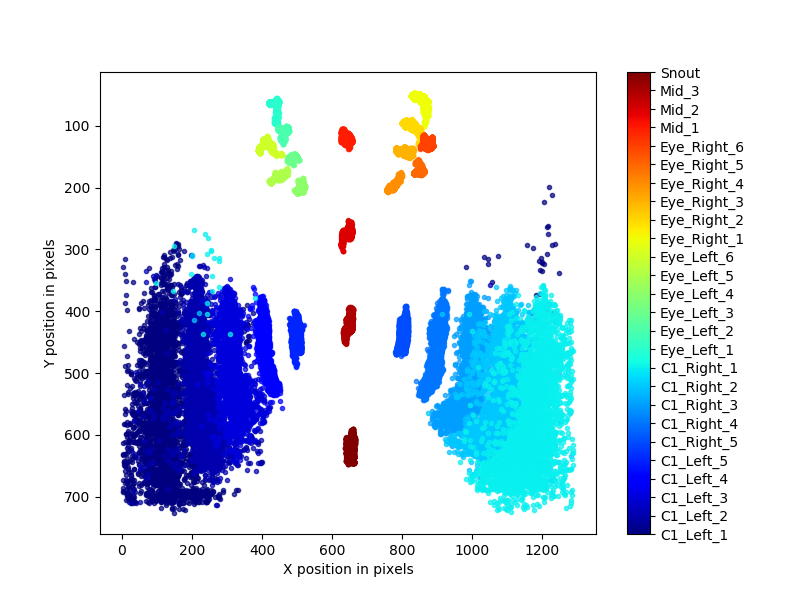 100
200
300
400
500
600
700
Y position in pixels
0
200
400
600
800
1000
1200
X position in pixels
Snout
Mid_3
Mid_2
Mid_1
Eye_Right_6
Eye_Right_5
Eye_Right_4
Eye_Right_3
Eye_Right_2
Eye_Right_1
Eye_Left_6
Eye_Left_5
Eye_Left_4
Eye_Left_3
Eye_Left_2
Eye_Left_1
C1_Right_1
C1_Right_2
C1_Right_3
C1_Right_4
C1_Right_5
C1_Left_5
C1_Left_4
C1_Left_3
C1_Left_2
C1_Left_1